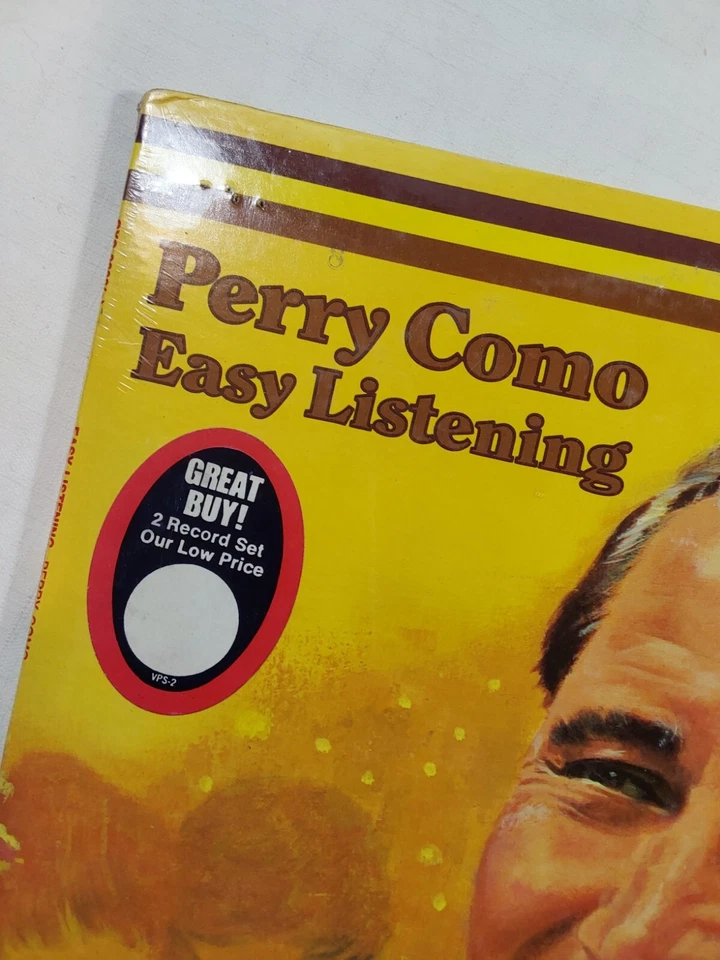 Perry Como
Easy Listening
GREAT
BUY!
2 Record Set
Our Low Price
VPS-2
EASY LISTENING PERRY COMO